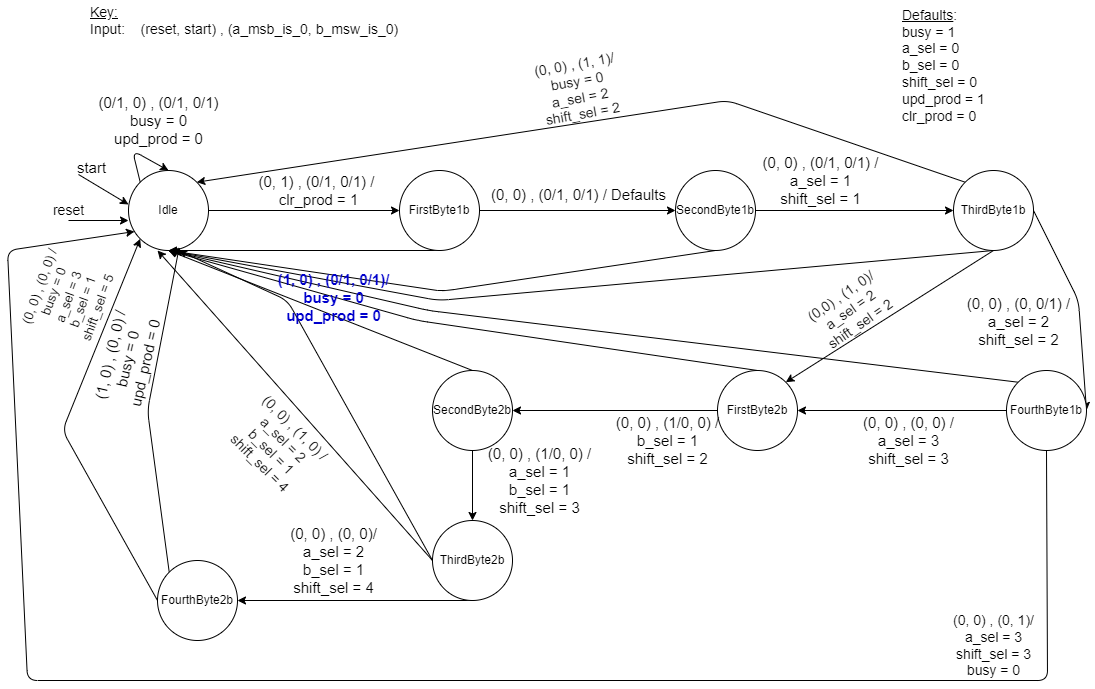 Key:
Input: (reset, start) , (a_msb_is_0, b_msw_is_0)
Defaults:
busy = 1
a_sel = 0
b_sel = 0
shift_sel = 0
upd_prod = 1
clr_prod = 0
(0, 0) , (1, 1)/
busy = 0
a_sel = 2
shift_sel = 2
(0/1, 0) , (0/1, 0/1)
busy = 0
upd_prod = 0
start
reset
Idle
(0, 1) , (0/1, 0/1) /
clr_prod = 1
FirstByte1b
(0, 0) , (0/1, 0/1) / Defaults
SecondByte1b
(0, 0) , (0/1, 0/1) /
a_sel = 1
shift_sel = 1
ThirdByte1b
(0, 0) , (0, 0) /
busy = 0
a_sel = 3
b_sel = 1
shift_sel = 5
(1, 0) , (0, 0) /
busy = 0
upd_prod = 0
(1, 0) , (0/1, 0/1)/
busy = 0
upd_prod = 0
(0,0) , (1, 0)/
a_sel = 2
shift_sel = 2
(0, 0) , (0, 0/1) /
a_sel = 2
shift_sel = 2
SecondByte2b
(0, 0) , (1/0, 0) /
b_sel = 1
shift_sel = 2
FirstByte2b
(0, 0) , (0, 0) /
a_sel = 3
shift_sel = 3
FourthByte1b
(0, 0) , (1, 0)/
a_sel = 2
b_sel = 1
shift_sel = 4
(0, 0) , (1/0, 0) /
a_sel = 1
b_sel = 1
shift_sel = 3
(0, 0) , (0, 0)/
a_sel = 2
b_sel = 1
shift_sel = 4
ThirdByte2b
FourthByte2b
(0, 0) , (0, 1)/
a_sel = 3
shift_sel = 3
busy = 0